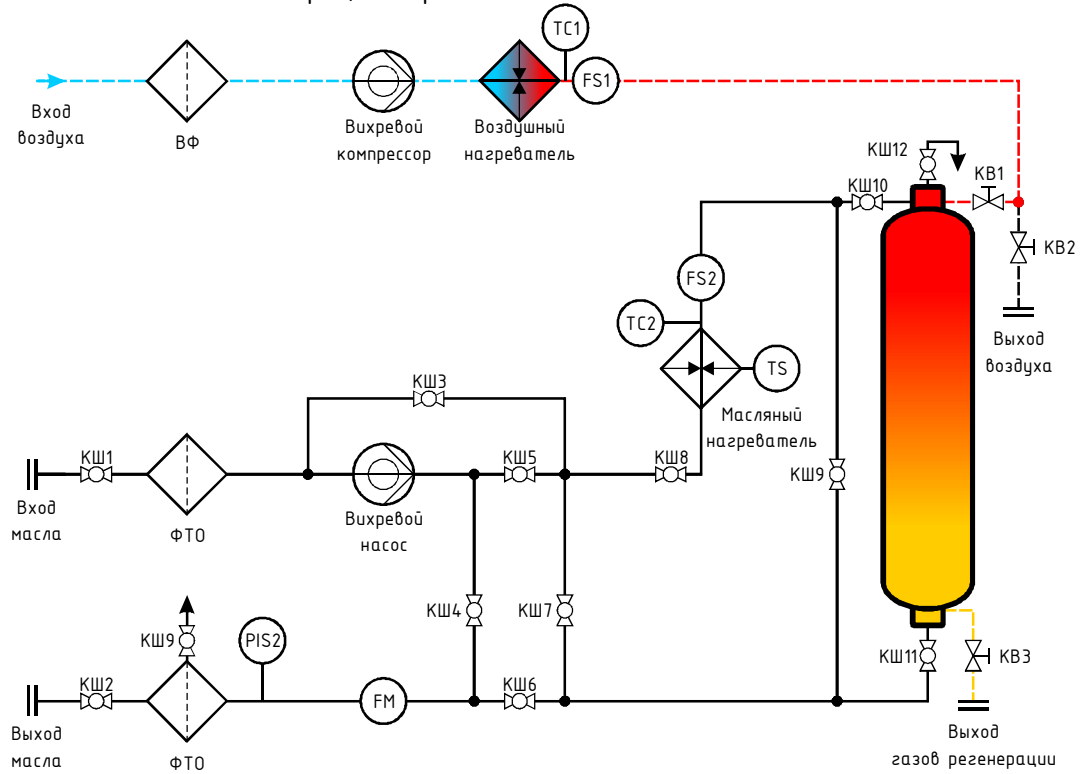 TC1
FS1
Вход
воздуха
ВФ
Вихревой
компрессор
Воздушный
нагреватель
КШ12
КШ10
КВ1
КВ2
Выход
воздуха
FS2
TC2
TS
Масляный
нагреватель
КШ3
КШ1
КШ5
КШ8
КШ9
Вход
масла
ФТО
Вихревой
насос
КШ4
КШ7
КШ9
PIS2
КШ11
КВ3
КШ2
FM
КШ6
Выход
масла
ФТО
Выход
газов регенерации